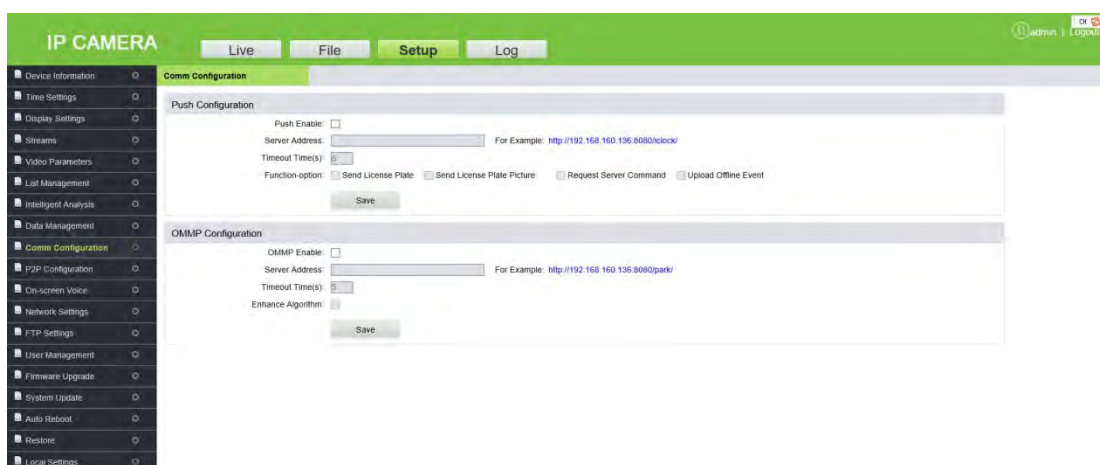 CH
IP CAMERA
Live File Setup Log
admin | Logout
Device Information
Time Settings
Display Settings
Streams
Video Parameters
List Management
Intelligent Analysis
Data Management
Comm Configuration
P2P Configuration
On-screen Voice
Network Settings
FTP Settings
User Management
Firmware Upgrade
System Update
Auto Reboot
Restore
Local Settings
Comm Configuration
Push Configuration
Push Enable:
Server Address: For Example: http://192.168.160.136:8080/iclock/
Timeout Time(s):
Function-option: Send License Plate Send License Plate Picture Request Server Command Upload Offline Event
Save
OMMP Configuration
OMMP Enable:
Server Address: For Example: http://192.168.160.136:8080/park/
Timeout Time(s):
Enhance Algorithm:
Save